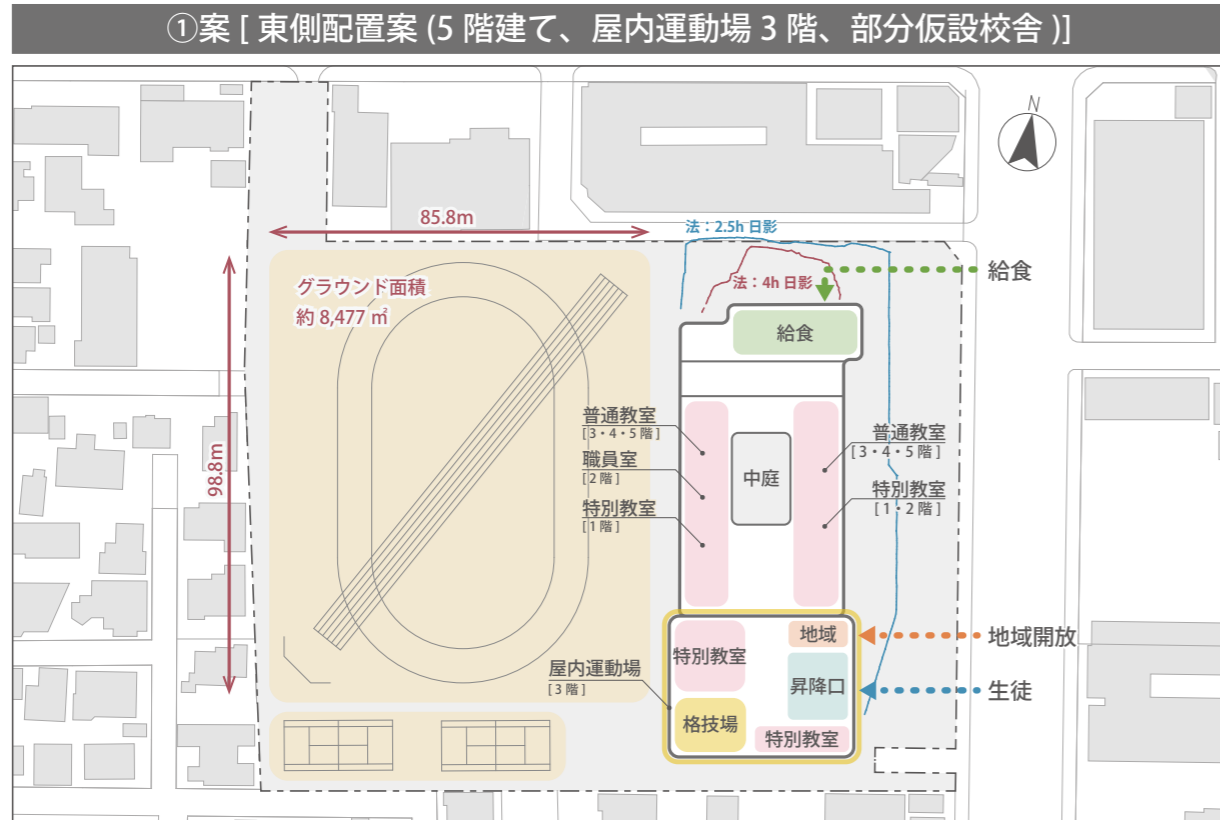 ①案 [ 東側配置案 (5 階建て、屋内運動場 3 階、部分仮設校舎 )]
N
85.8m
法：2.5h 日影
グラウンド面積
約 8,477 ㎡
法：4h 日影
給食
給食
98.8m
普通教室
[ 3・4・5 階 ]
職員室
[ 2 階 ]
特別教室
[ 1 階 ]
中庭
普通教室
[ 3・4・5 階 ]
特別教室
[ 1・2 階 ]
地域
地域開放
特別教室
屋内運動場
[ 3 階 ]
昇降口
生徒
格技場
特別教室